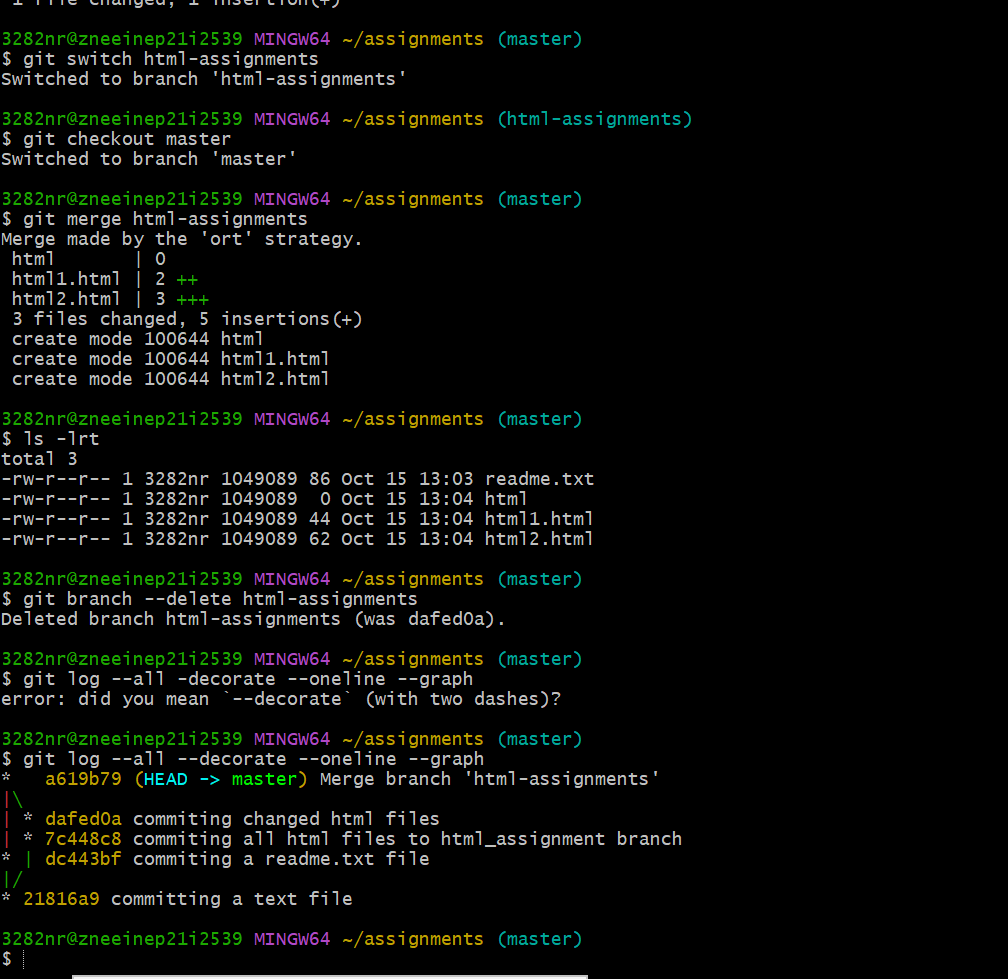 1 file changed, 1 insertion(+)
3282nr@zneeinep21i2539 MINGW64 ~/assignments (master)
$ git switch html-assignments
Switched to branch 'html-assignments'
3282nr@zneeinep21i2539 MINGW64 ~/assignments (html-assignments)
$ git checkout master
Switched to branch 'master'
3282nr@zneeinep21i2539 MINGW64 ~/assignments (master)
$ git merge html-assignments
Merge made by the 'ort' strategy.
 html       | 0
 html1.html | 2 ++
 html2.html | 3 +++
 3 files changed, 5 insertions(+)
 create mode 100644 html
 create mode 100644 html1.html
 create mode 100644 html2.html
3282nr@zneeinep21i2539 MINGW64 ~/assignments (master)
$ ls -lrt
total 3
-rw-r--r-- 1 3282nr 1049089 86 Oct 15 13:03 readme.txt
-rw-r--r-- 1 3282nr 1049089  0 Oct 15 13:04 html
-rw-r--r-- 1 3282nr 1049089 44 Oct 15 13:04 html1.html
-rw-r--r-- 1 3282nr 1049089 62 Oct 15 13:04 html2.html
3282nr@zneeinep21i2539 MINGW64 ~/assignments (master)
$ git branch --delete html-assignments
Deleted branch html-assignments (was dafed0a).
3282nr@zneeinep21i2539 MINGW64 ~/assignments (master)
$ git log --all -decorate --oneline --graph
error: did you mean `--decorate` (with two dashes)?
3282nr@zneeinep21i2539 MINGW64 ~/assignments (master)
$ git log --all --decorate --oneline --graph
*   a619b79 (HEAD -> master) Merge branch 'html-assignments'
|\
| * dafed0a commiting changed html files
| * 7c448c8 commiting all html files to html_assignment branch
* | dc443bf commiting a readme.txt file
|/
* 21816a9 committing a text file
3282nr@zneeinep21i2539 MINGW64 ~/assignments (master)
$